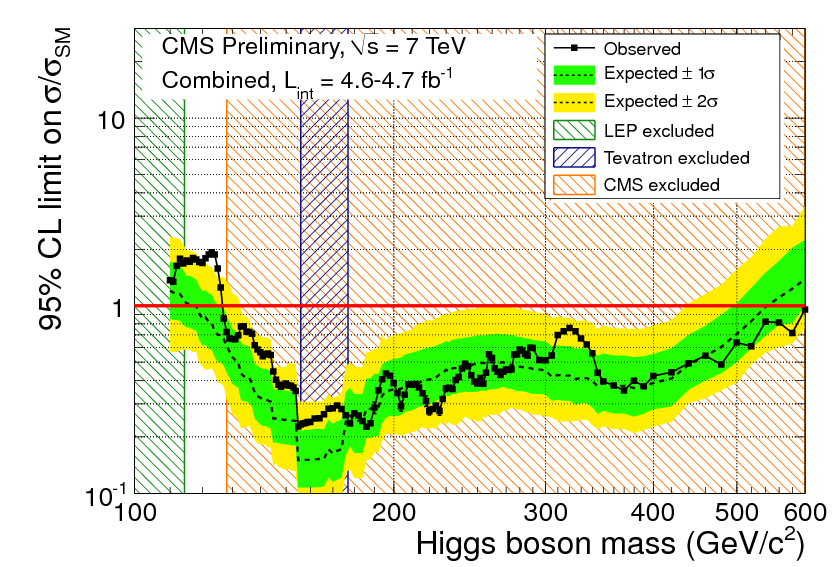 CMS Preliminary, √s = 7 TeV
Combined, L_int = 4.6-4.7 fb⁻¹
Observed
Expected ± 1σ
Expected ± 2σ
LEP excluded
Tevatron excluded
CMS excluded
95% CL limit on σ/σ_SM
10
1
10⁻¹
100 200 300 400 500 600
Higgs boson mass (GeV/c²)